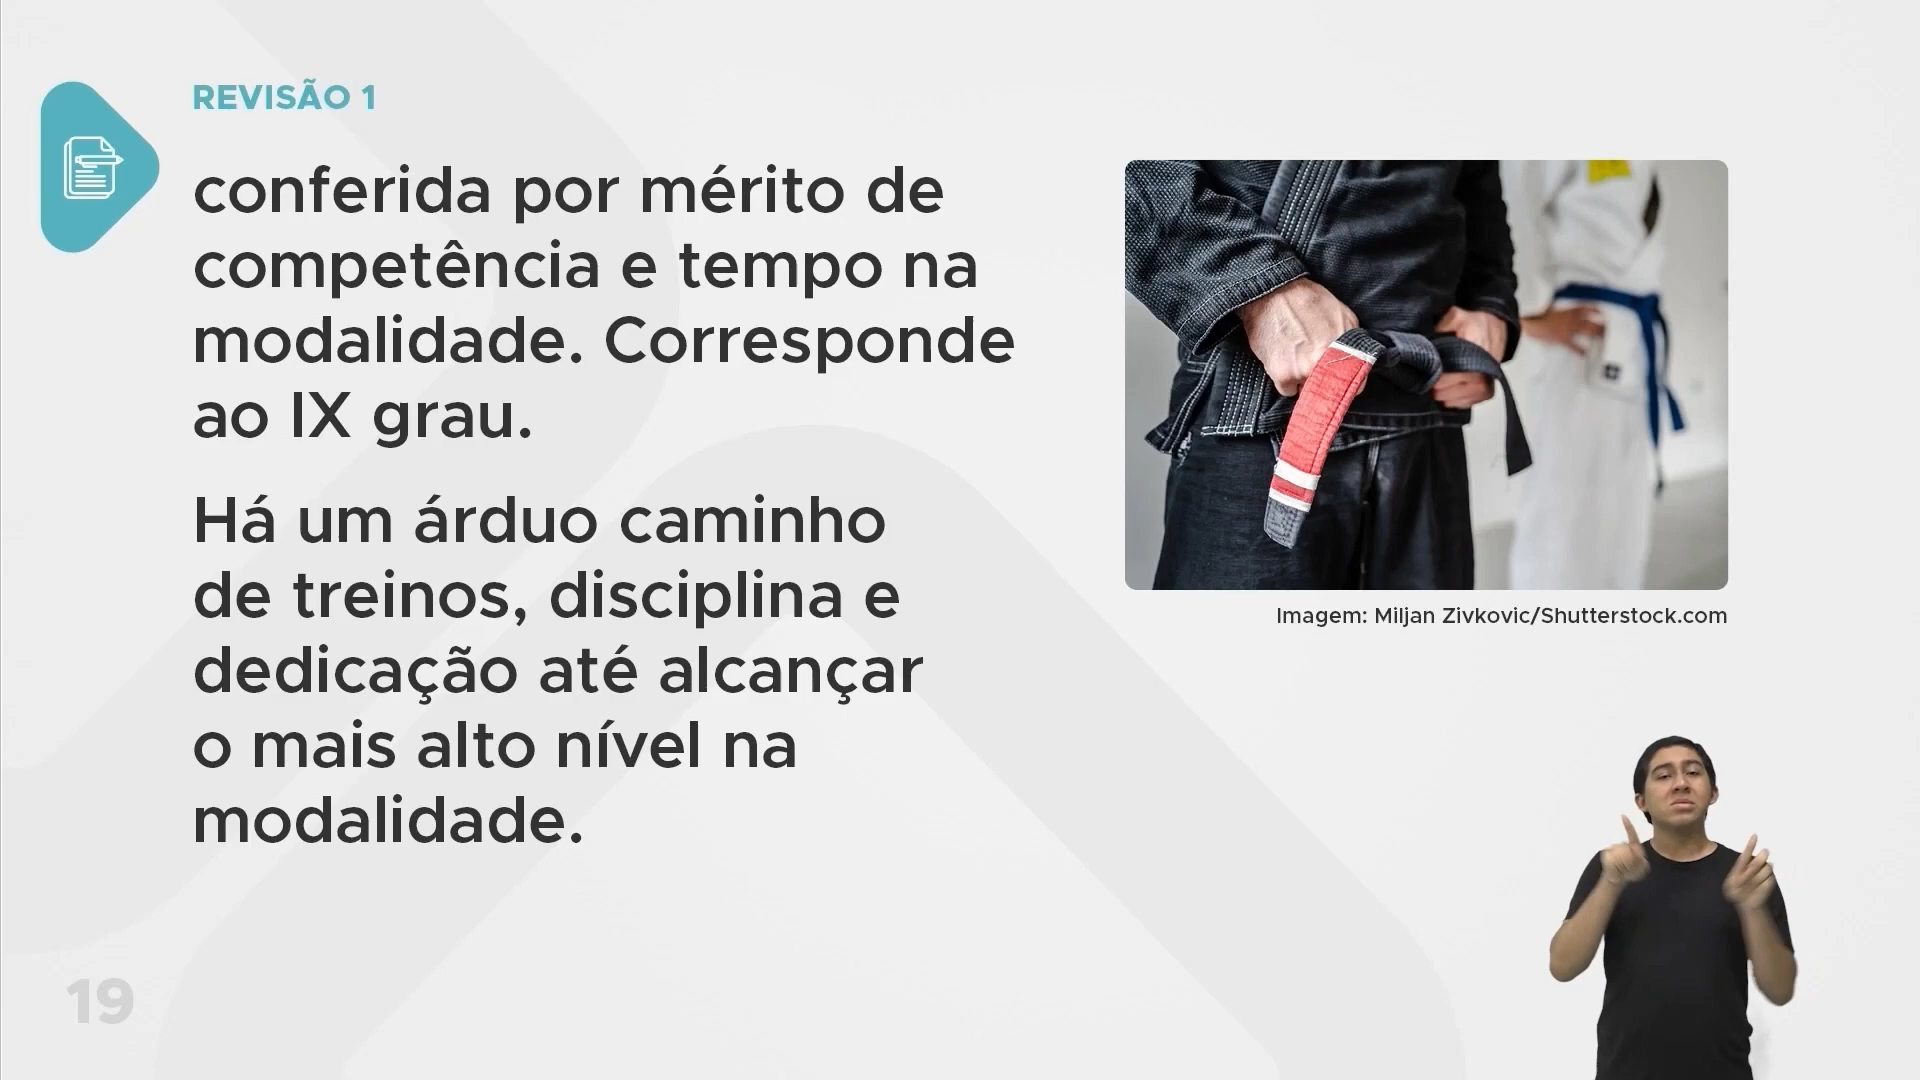 REVISÃO 1
conferida por mérito de
competência e tempo na
modalidade. Corresponde
ao IX grau.
Há um árduo caminho
de treinos, disciplina e
dedicação até alcançar
o mais alto nível na
modalidade.
Imagem: Miljan Zivkovic/Shutterstock.com
19